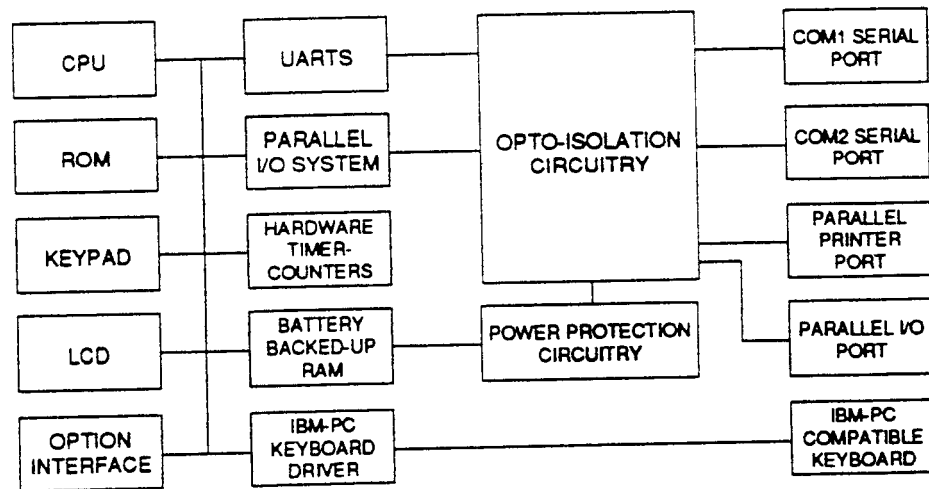 CPU
UARTS
OPTO-ISOLATION
CIRCUITRY
COM1 SERIAL
PORT
ROM
PARALLEL
I/O SYSTEM
COM2 SERIAL
PORT
KEYPAD
HARDWARE
TIMER-
COUNTERS
PARALLEL
PRINTER
PORT
LCD
BATTERY
BACKED-UP
RAM
POWER PROTECTION
CIRCUITRY
PARALLEL I/O
PORT
OPTION
INTERFACE
IBM-PC
KEYBOARD
DRIVER
IBM-PC
COMPATIBLE
KEYBOARD